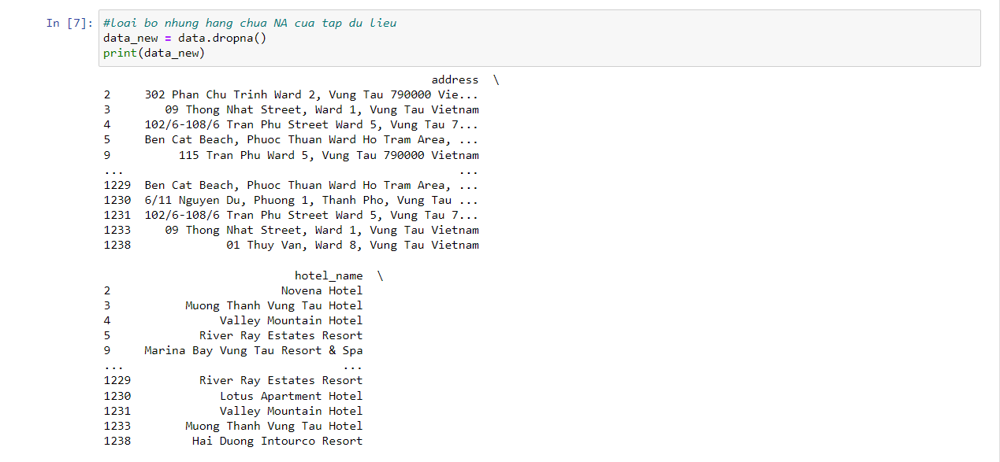 In [7]: #loai bo nhung hang chua NA cua tap du lieu
data_new = data.dropna()
print(data_new)
address \
2 302 Phan Chu Trinh Ward 2, Vung Tau 790000 Vie...
3 09 Thong Nhat Street, Ward 1, Vung Tau Vietnam
4 102/6-108/6 Tran Phu Street Ward 5, Vung Tau 7...
5 Ben Cat Beach, Phuoc Thuan Ward Ho Tram Area, ...
9 115 Tran Phu Ward 5, Vung Tau 790000 Vietnam
... ...
1229 Ben Cat Beach, Phuoc Thuan Ward Ho Tram Area, ...
1230 6/11 Nguyen Du, Phuong 1, Thanh Pho, Vung Tau ...
1231 102/6-108/6 Tran Phu Street Ward 5, Vung Tau 7...
1233 09 Thong Nhat Street, Ward 1, Vung Tau Vietnam
1238 01 Thuy Van, Ward 8, Vung Tau Vietnam
hotel_name \
2 Novena Hotel
3 Muong Thanh Vung Tau Hotel
4 Valley Mountain Hotel
5 River Ray Estates Resort
9 Marina Bay Vung Tau Resort & Spa
... ...
1229 River Ray Estates Resort
1230 Lotus Apartment Hotel
1231 Valley Mountain Hotel
1233 Muong Thanh Vung Tau Hotel
1238 Hai Duong Intourco Resort